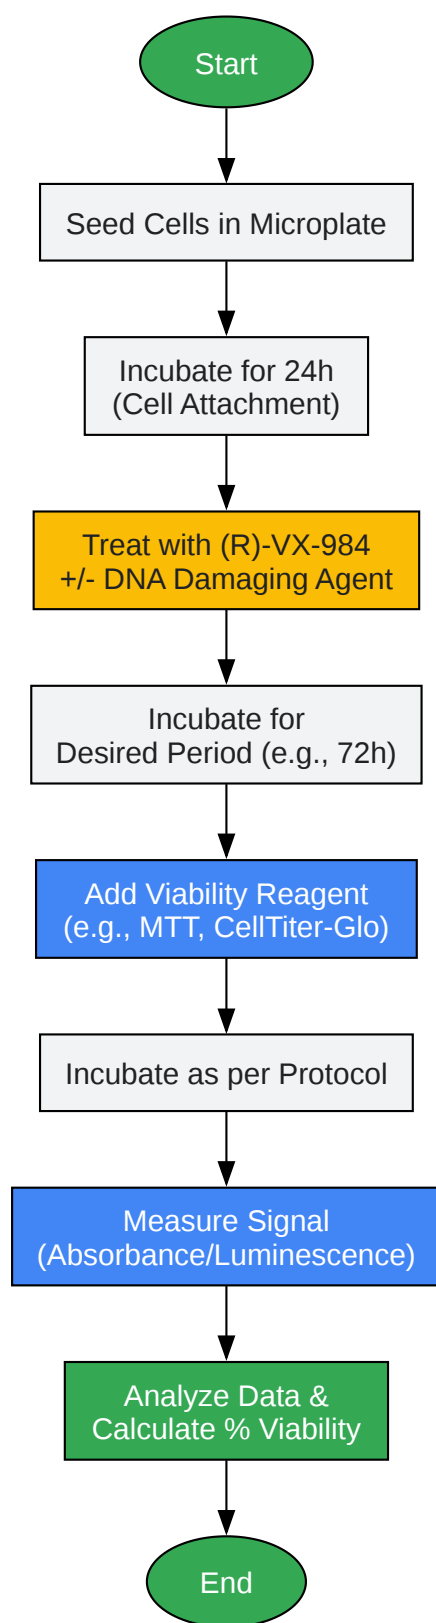 Start
Seed Cells in Microplate
Incubate for 24h
(Cell Attachment)
Treat with (R)-VX-984
+/- DNA Damaging Agent
Incubate for
Desired Period (e.g., 72h)
Add Viability Reagent
(e.g., MTT, CellTiter-Glo)
Incubate as per Protocol
Measure Signal
(Absorbance/Luminescence)
Analyze Data &
Calculate % Viability
End